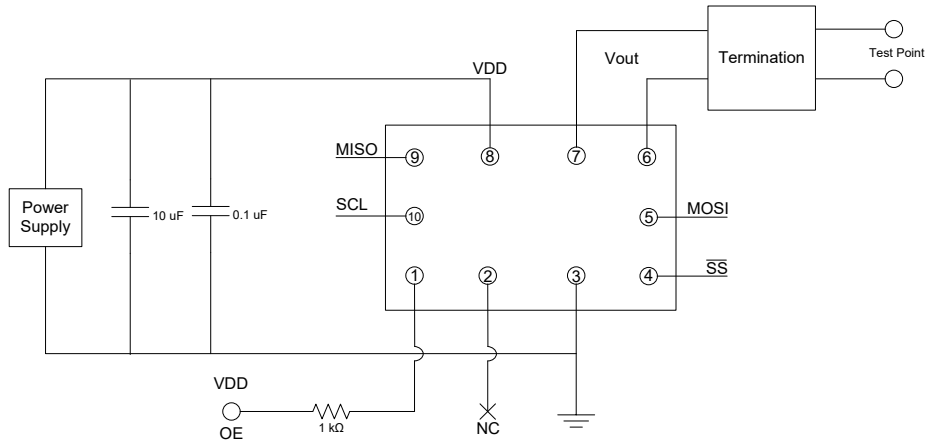 Vout
Termination
Test Point
VDD
MISO
9
8
7
6
Power
Supply
10 uF
0.1 uF
SCL
10
5
MOSI
1
2
3
4
SS
VDD
OE
1 kΩ
NC